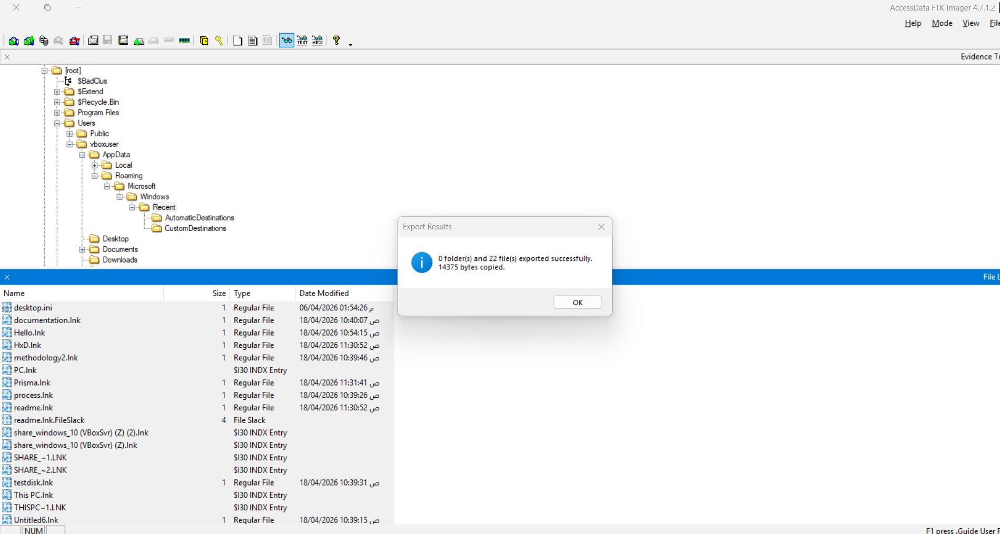 AccessData FTK Imager 4.7.1.2
Help Mode View File
Evidence Tr
[root]
$BadClus
$Extend
$Recycle.Bin
Program Files
Users
Public
vboxuser
AppData
Local
Roaming
Microsoft
Windows
Recent
AutomaticDestinations
CustomDestinations
Desktop
Documents
Downloads
Export Results
0 folder(s) and 22 file(s) exported successfully.
14375 bytes copied.
OK
File L
Name Size Type Date Modified
desktop.ini 1 Regular File 06/04/2026 01:54:26 م
documentation.lnk 1 Regular File 18/04/2026 10:40:07 ص
Hello.lnk 1 Regular File 18/04/2026 10:54:15 ص
HxD.lnk 1 Regular File 18/04/2026 11:30:52 ص
methodology2.lnk 1 Regular File 18/04/2026 10:39:46 ص
PC.lnk $I30 INDX Entry
Prisma.lnk 1 Regular File 18/04/2026 11:31:41 ص
process.lnk 1 Regular File 18/04/2026 10:39:26 ص
readme.lnk 1 Regular File 18/04/2026 11:30:52 ص
readme.lnk.FileSlack 4 File Slack
share_windows_10 (VBoxSvr) (Z) (2).lnk $I30 INDX Entry
share_windows_10 (VBoxSvr) (Z).lnk $I30 INDX Entry
SHARE_~1.LNK $I30 INDX Entry
SHARE_~2.LNK $I30 INDX Entry
testdisk.lnk 1 Regular File 18/04/2026 10:39:31 ص
This PC.lnk $I30 INDX Entry
THISPC~1.LNK $I30 INDX Entry
Untitled6.lnk 1 Regular File 18/04/2026 10:39:15 ص
NUM
F1 press ,Guide User F